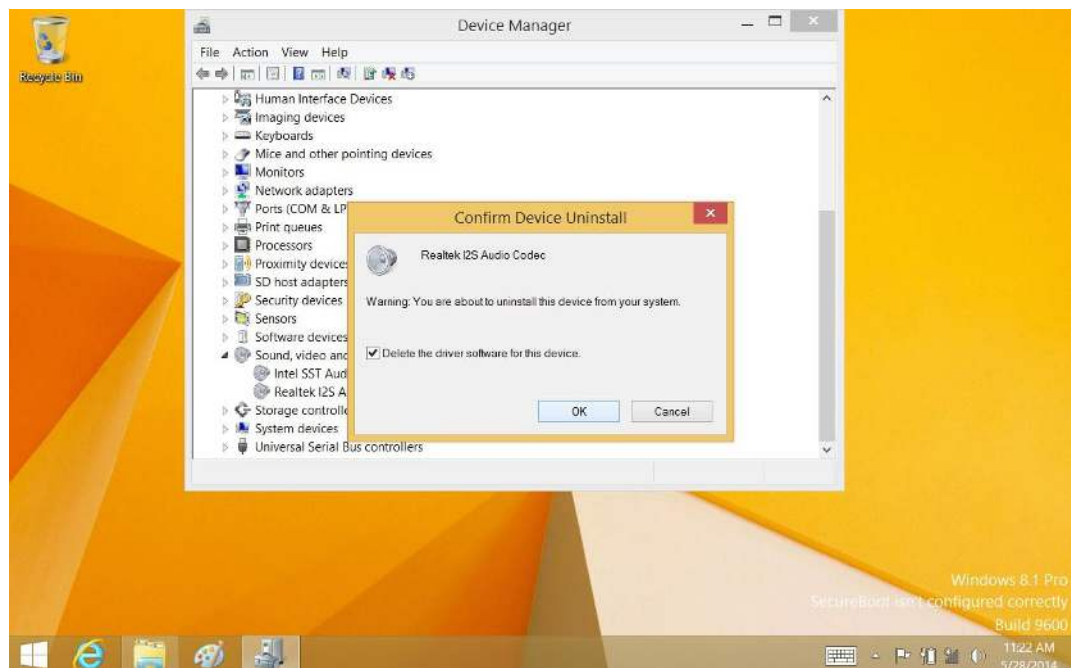 Device Manager
File Action View Help
Recycle Bin
Human Interface Devices
Imaging devices
Keyboards
Mice and other pointing devices
Monitors
Network adapters
Ports (COM & LP
Print queues
Processors
Proximity devices
SD host adapters
Security devices
Sensors
Software devices
Sound, video and
Intel SST Aud
Realtek I2S A
Storage controlle
System devices
Universal Serial Bus controllers
Confirm Device Uninstall
Realtek I2S Audio Codec
Warning: You are about to uninstall this device from your system.
Delete the driver software for this device.
OK Cancel
Windows 8.1 Pro
SecureBoot isn't configured correctly
Build 9600
11:22 AM
5/28/2014